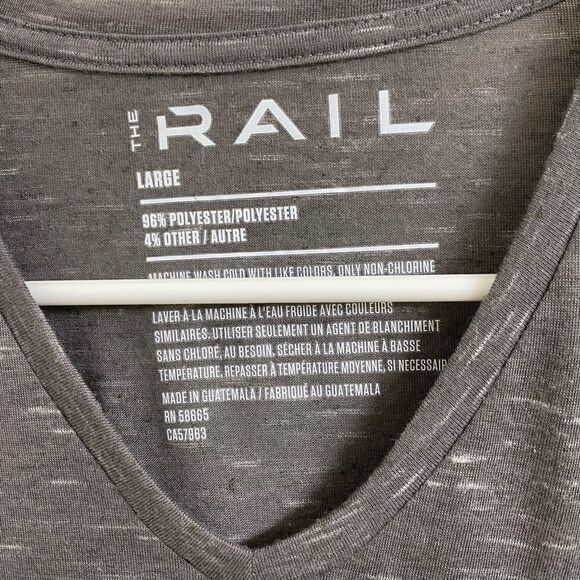 THE RAIL
LARGE
96% POLYESTER/POLYESTER
4% OTHER / AUTRE
MACHINE WASH COLD WITH LIKE COLORS, ONLY NON-CHLORINE
LAVER À LA MACHINE À L'EAU FROIDE AVEC COULEURS
SIMILAIRES. UTILISER SEULEMENT UN AGENT DE BLANCHIMENT
SANS CHLORE, AU BESOIN, SÉCHER À LA MACHINE À BASSE
TEMPÉRATURE. REPASSER À TEMPÉRATURE MOYENNE, SI NECESSAIR
MADE IN GUATEMALA / FABRIQUÉ AU GUATEMALA
RN 58665
CA57963